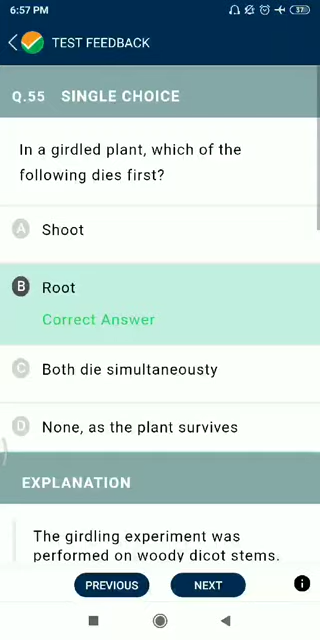 6:57 PM
37
TEST FEEDBACK
Q.55 SINGLE CHOICE
In a girdled plant, which of the
following dies first?
A Shoot
B Root
Correct Answer
C Both die simultaneousty
D None, as the plant survives
EXPLANATION
The girdling experiment was
performed on woody dicot stems.
PREVIOUS NEXT